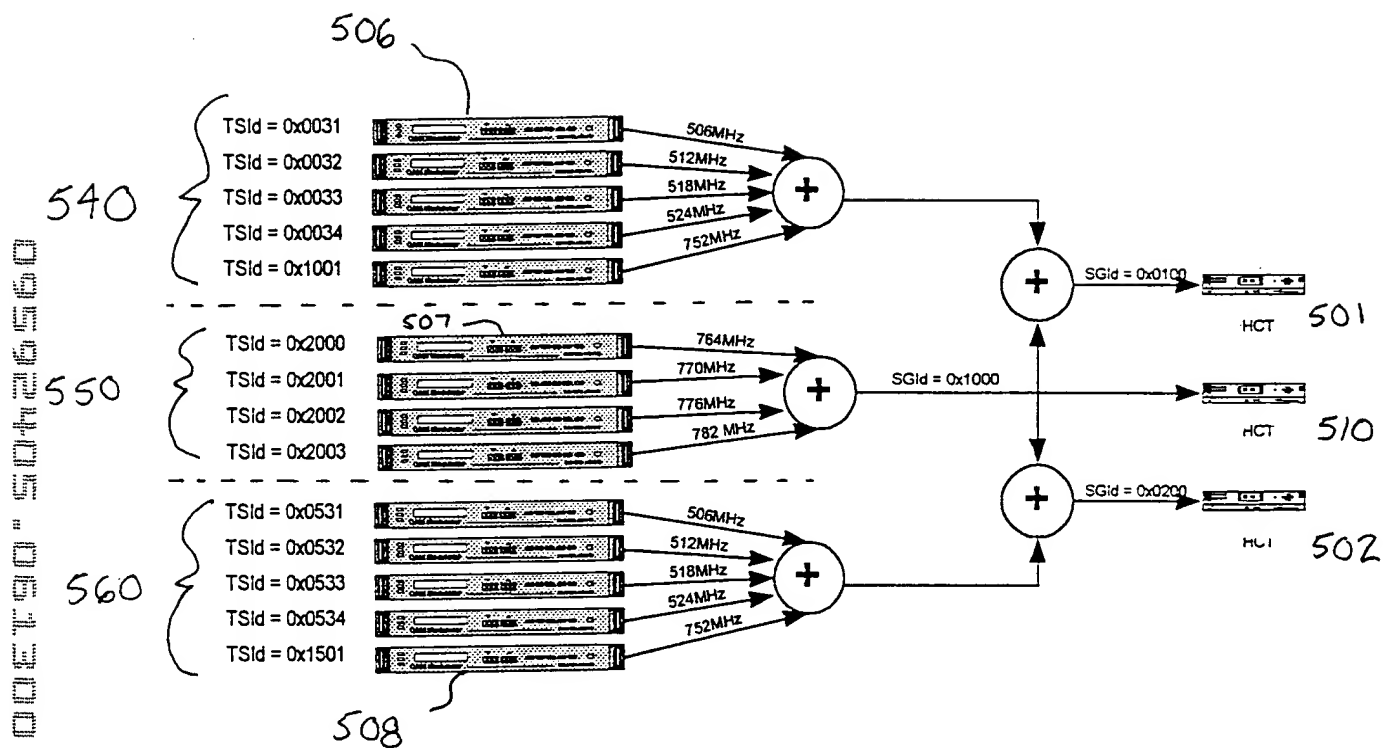 506
TSId = 0x0031
506MHz
TSId = 0x0032
512MHz
TSId = 0x0033
518MHz
540
TSId = 0x0034
524MHz
TSId = 0x1001
752MHz
SGid = 0x0100
HCT
501
507
TSId = 0x2000
764MHz
TSId = 0x2001
770MHz
SGid = 0x1000
550
TSId = 0x2002
776MHz
TSId = 0x2003
782 MHz
HCT
510
TSId = 0x0531
506MHz
SGid = 0x0200
TSId = 0x0532
512MHz
HCT
502
TSId = 0x0533
518MHz
560
TSId = 0x0534
524MHz
TSId = 0x1501
752MHz
508
09592405.061300